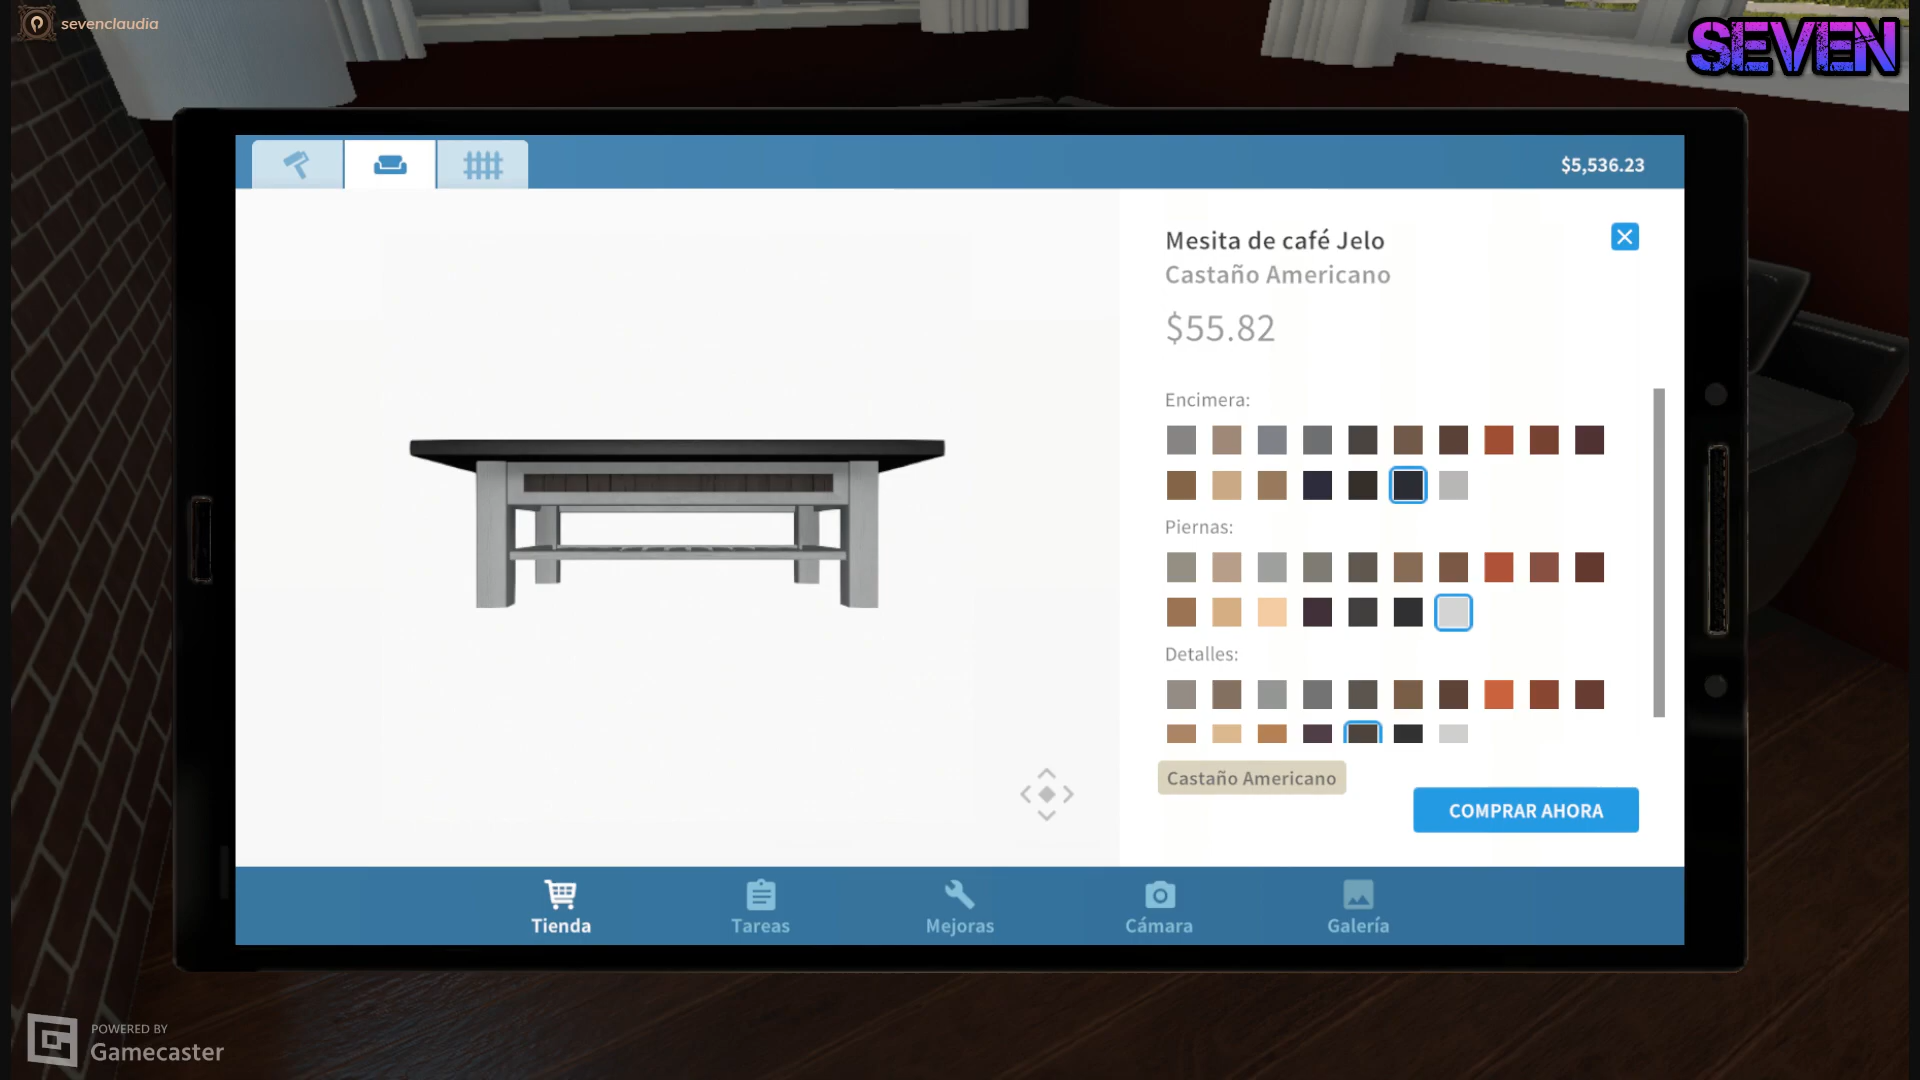 sevenclaudia
SEVEN
$5,536.23
Mesita de café Jelo
Castaño Americano
$55.82
Encimera:
Piernas:
Detalles:
Castaño Americano
COMPRAR AHORA
Tienda
Tareas
Mejoras
Cámara
Galería
POWERED BY
Gamecaster